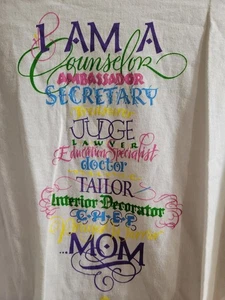 I AM A
Counselor
AMBASSADOR
SECRETARY
JUDGE
LAWYER
Education Specialist
doctor
TAILOR
Interior Decorator
CHEF
...MOM